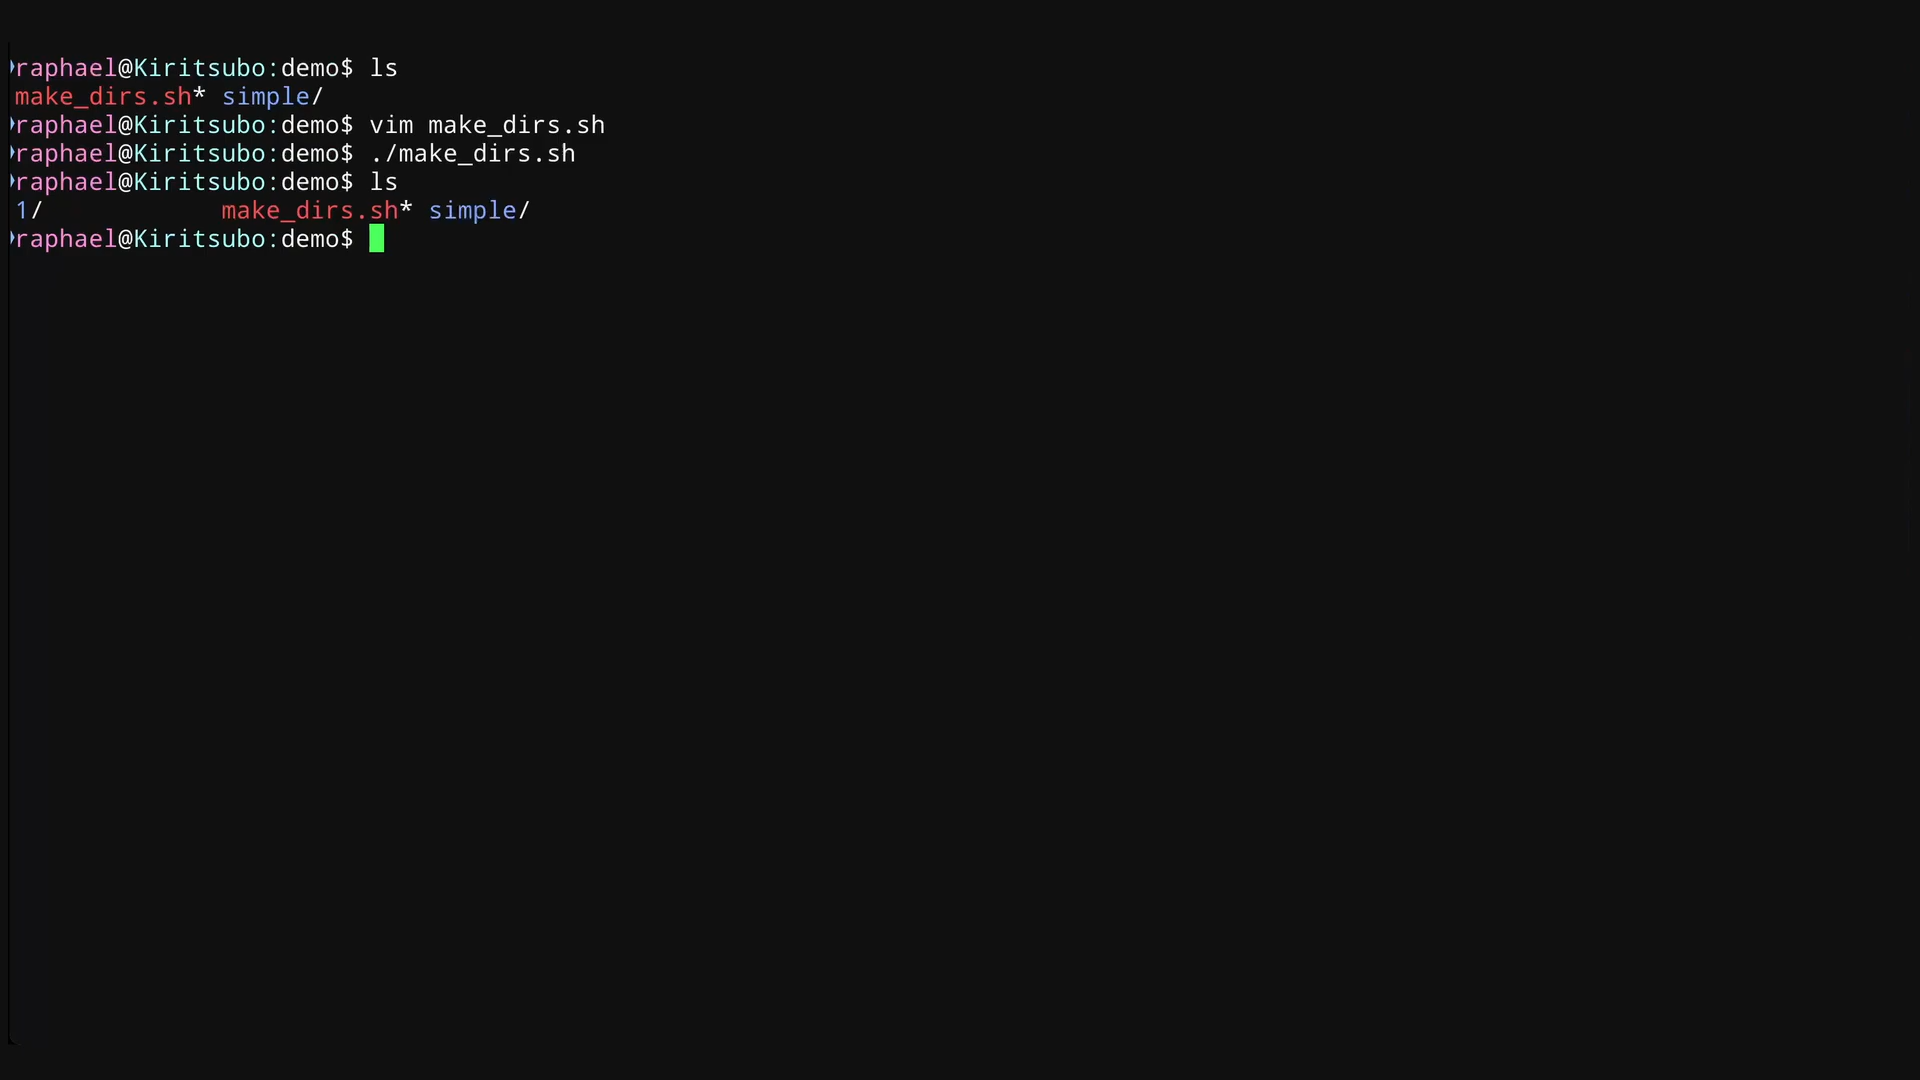 raphael@Kiritsubo:demo$ ls
make_dirs.sh* simple/
raphael@Kiritsubo:demo$ vim make_dirs.sh
raphael@Kiritsubo:demo$ ./make_dirs.sh
raphael@Kiritsubo:demo$ ls
1/            make_dirs.sh* simple/
raphael@Kiritsubo:demo$